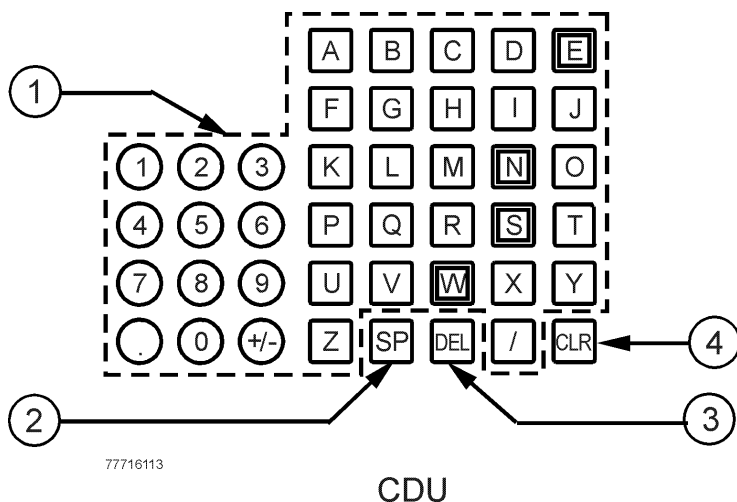 A B C D E
1
F G H I J
1 2 3 K L M N O
4 5 6 P Q R S T
7 8 9 U V W X Y
. 0 +/- Z SP DEL / CLR
4
2
3
77716113
CDU